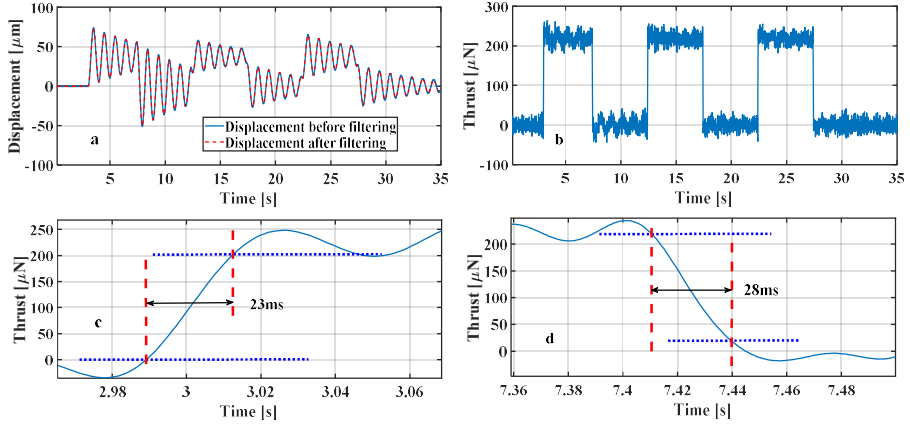 100
50
0
-50
-100
Displacement [μm]
a
Displacement before filtering
Displacement after filtering
5 10 15 20 25 30 35
Time [s]
300
200
100
0
-100
Thrust [μN]
b
5 10 15 20 25 30 35
Time [s]
250
200
150
100
50
0
Thrust [μN]
23ms
c
2.98 3 3.02 3.04 3.06
Time [s]
200
150
100
50
0
Thrust [μN]
28ms
d
7.36 7.38 7.4 7.42 7.44 7.46 7.48
Time [s]